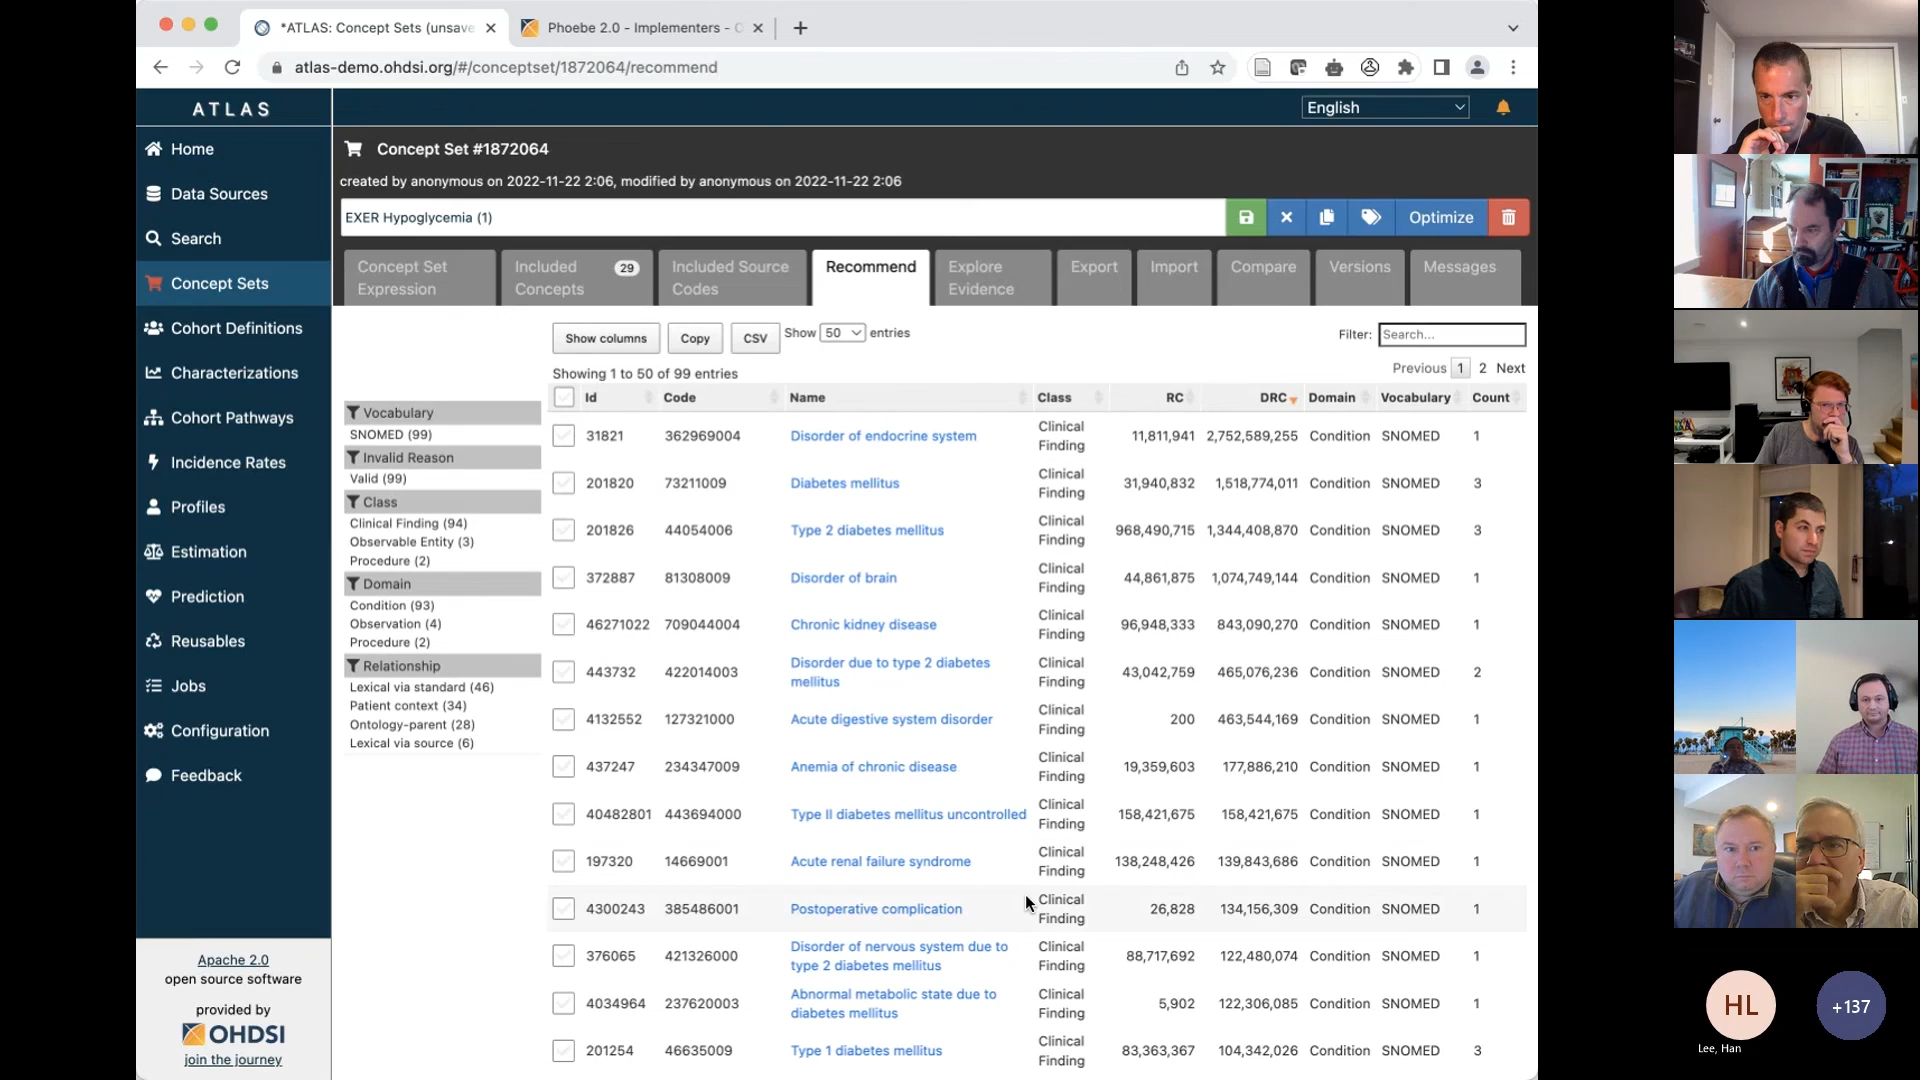 *ATLAS: Concept Sets (unsave
Phoebe 2.0 - Implementers - O
atlas-demo.ohdsi.org/#/conceptset/1872064/recommend
ATLAS
English
Home
Data Sources
Search
Concept Sets
Cohort Definitions
Characterizations
Cohort Pathways
Incidence Rates
Profiles
Estimation
Prediction
Reusables
Jobs
Configuration
Feedback
Apache 2.0
open source software
provided by
OHDSI
join the journey
Concept Set #1872064
created by anonymous on 2022-11-22 2:06, modified by anonymous on 2022-11-22 2:06
EXER Hypoglycemia (1)
Optimize
Concept Set Expression
Included Concepts 29
Included Source Codes
Recommend
Explore Evidence
Export
Import
Compare
Versions
Messages
Show columns Copy CSV Show 50 entries
Filter: Search...
Showing 1 to 50 of 99 entries
Previous 1 2 Next
Vocabulary
SNOMED (99)
Invalid Reason
Valid (99)
Class
Clinical Finding (94)
Observable Entity (3)
Procedure (2)
Domain
Condition (93)
Observation (4)
Procedure (2)
Relationship
Lexical via standard (46)
Patient context (34)
Ontology-parent (28)
Lexical via source (6)
Id Code Name Class RC DRC Domain Vocabulary Count
31821 362969004 Disorder of endocrine system Clinical Finding 11,811,941 2,752,589,255 Condition SNOMED 1
201820 73211009 Diabetes mellitus Clinical Finding 31,940,832 1,518,774,011 Condition SNOMED 3
201826 44054006 Type 2 diabetes mellitus Clinical Finding 968,490,715 1,344,408,870 Condition SNOMED 3
372887 81308009 Disorder of brain Clinical Finding 44,861,875 1,074,749,144 Condition SNOMED 1
46271022 709044004 Chronic kidney disease Clinical Finding 96,948,333 843,090,270 Condition SNOMED 1
443732 422014003 Disorder due to type 2 diabetes mellitus Clinical Finding 43,042,759 465,076,236 Condition SNOMED 2
4132552 127321000 Acute digestive system disorder Clinical Finding 200 463,544,169 Condition SNOMED 1
437247 234347009 Anemia of chronic disease Clinical Finding 19,359,603 177,886,210 Condition SNOMED 1
40482801 443694000 Type II diabetes mellitus uncontrolled Clinical Finding 158,421,675 158,421,675 Condition SNOMED 1
197320 14669001 Acute renal failure syndrome Clinical Finding 138,248,426 139,843,686 Condition SNOMED 1
4300243 385486001 Postoperative complication Clinical Finding 26,828 134,156,309 Condition SNOMED 1
376065 421326000 Disorder of nervous system due to type 2 diabetes mellitus Clinical Finding 88,717,692 122,480,074 Condition SNOMED 1
4034964 237620003 Abnormal metabolic state due to diabetes mellitus Clinical Finding 5,902 122,306,085 Condition SNOMED 1
201254 46635009 Type 1 diabetes mellitus Clinical Finding 83,363,367 104,342,026 Condition SNOMED 3
HL
Lee, Han
+137